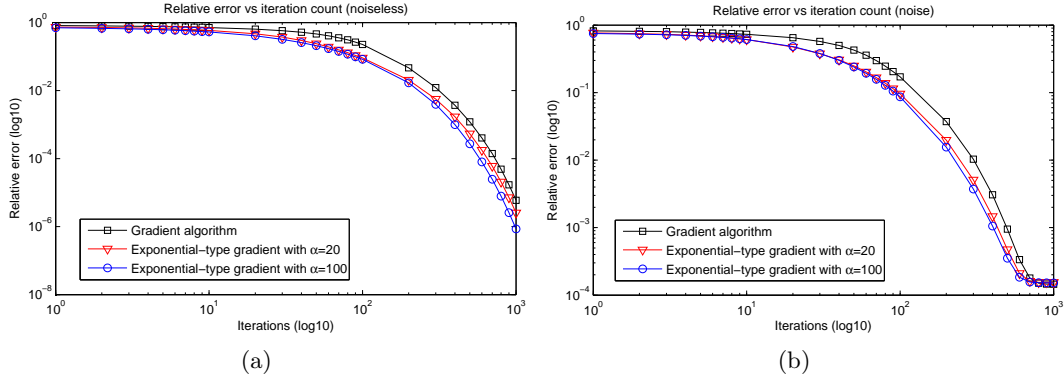 Relative error vs iteration count (noiseless)
10^0
10^-2
10^-4
10^-6
10^-8
Relative error (log10)
Gradient algorithm
Exponential-type gradient with α=20
Exponential-type gradient with α=100
10^0 10^1 10^2 10^3
Iterations (log10)
(a)
Relative error vs iteration count (noise)
10^0
10^-1
10^-2
10^-3
10^-4
Relative error (log10)
Gradient algorithm
Exponential-type gradient with α=20
Exponential-type gradient with α=100
10^0 10^1 10^2 10^3
Iterations (log10)
(b)